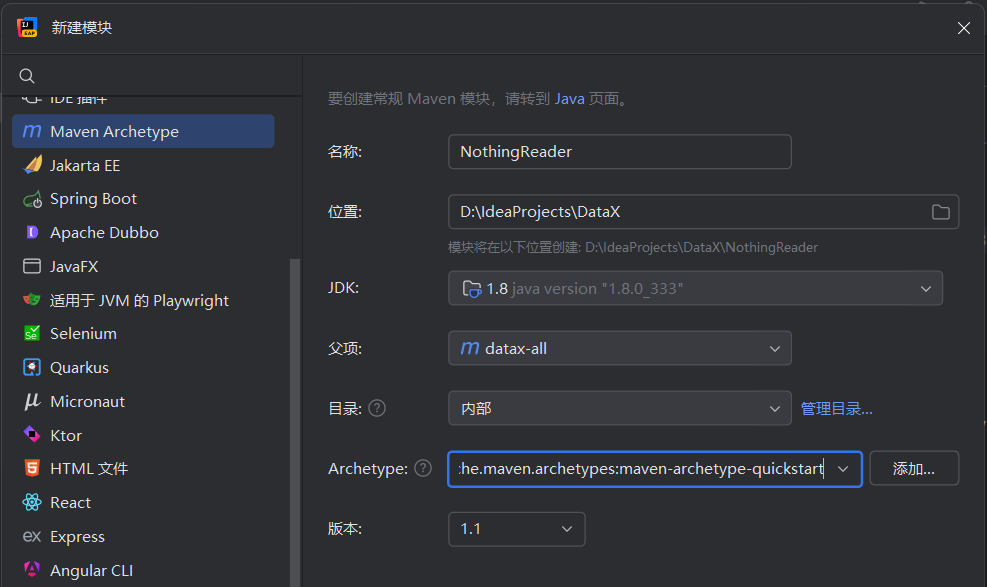 新建模块
IDE 插件
Maven Archetype
Jakarta EE
Spring Boot
Apache Dubbo
JavaFX
适用于 JVM 的 Playwright
Selenium
Quarkus
Micronaut
Ktor
HTML 文件
React
Express
Angular CLI
要创建常规 Maven 模块，请转到 Java 页面。
名称: NothingReader
位置: D:\IdeaProjects\DataX
模块将在以下位置创建: D:\IdeaProjects\DataX\NothingReader
JDK: 1.8 java version "1.8.0_333"
父项: datax-all
目录: ? 内部 管理目录...
Archetype: ? :he.maven.archetypes:maven-archetype-quickstart 添加...
版本: 1.1